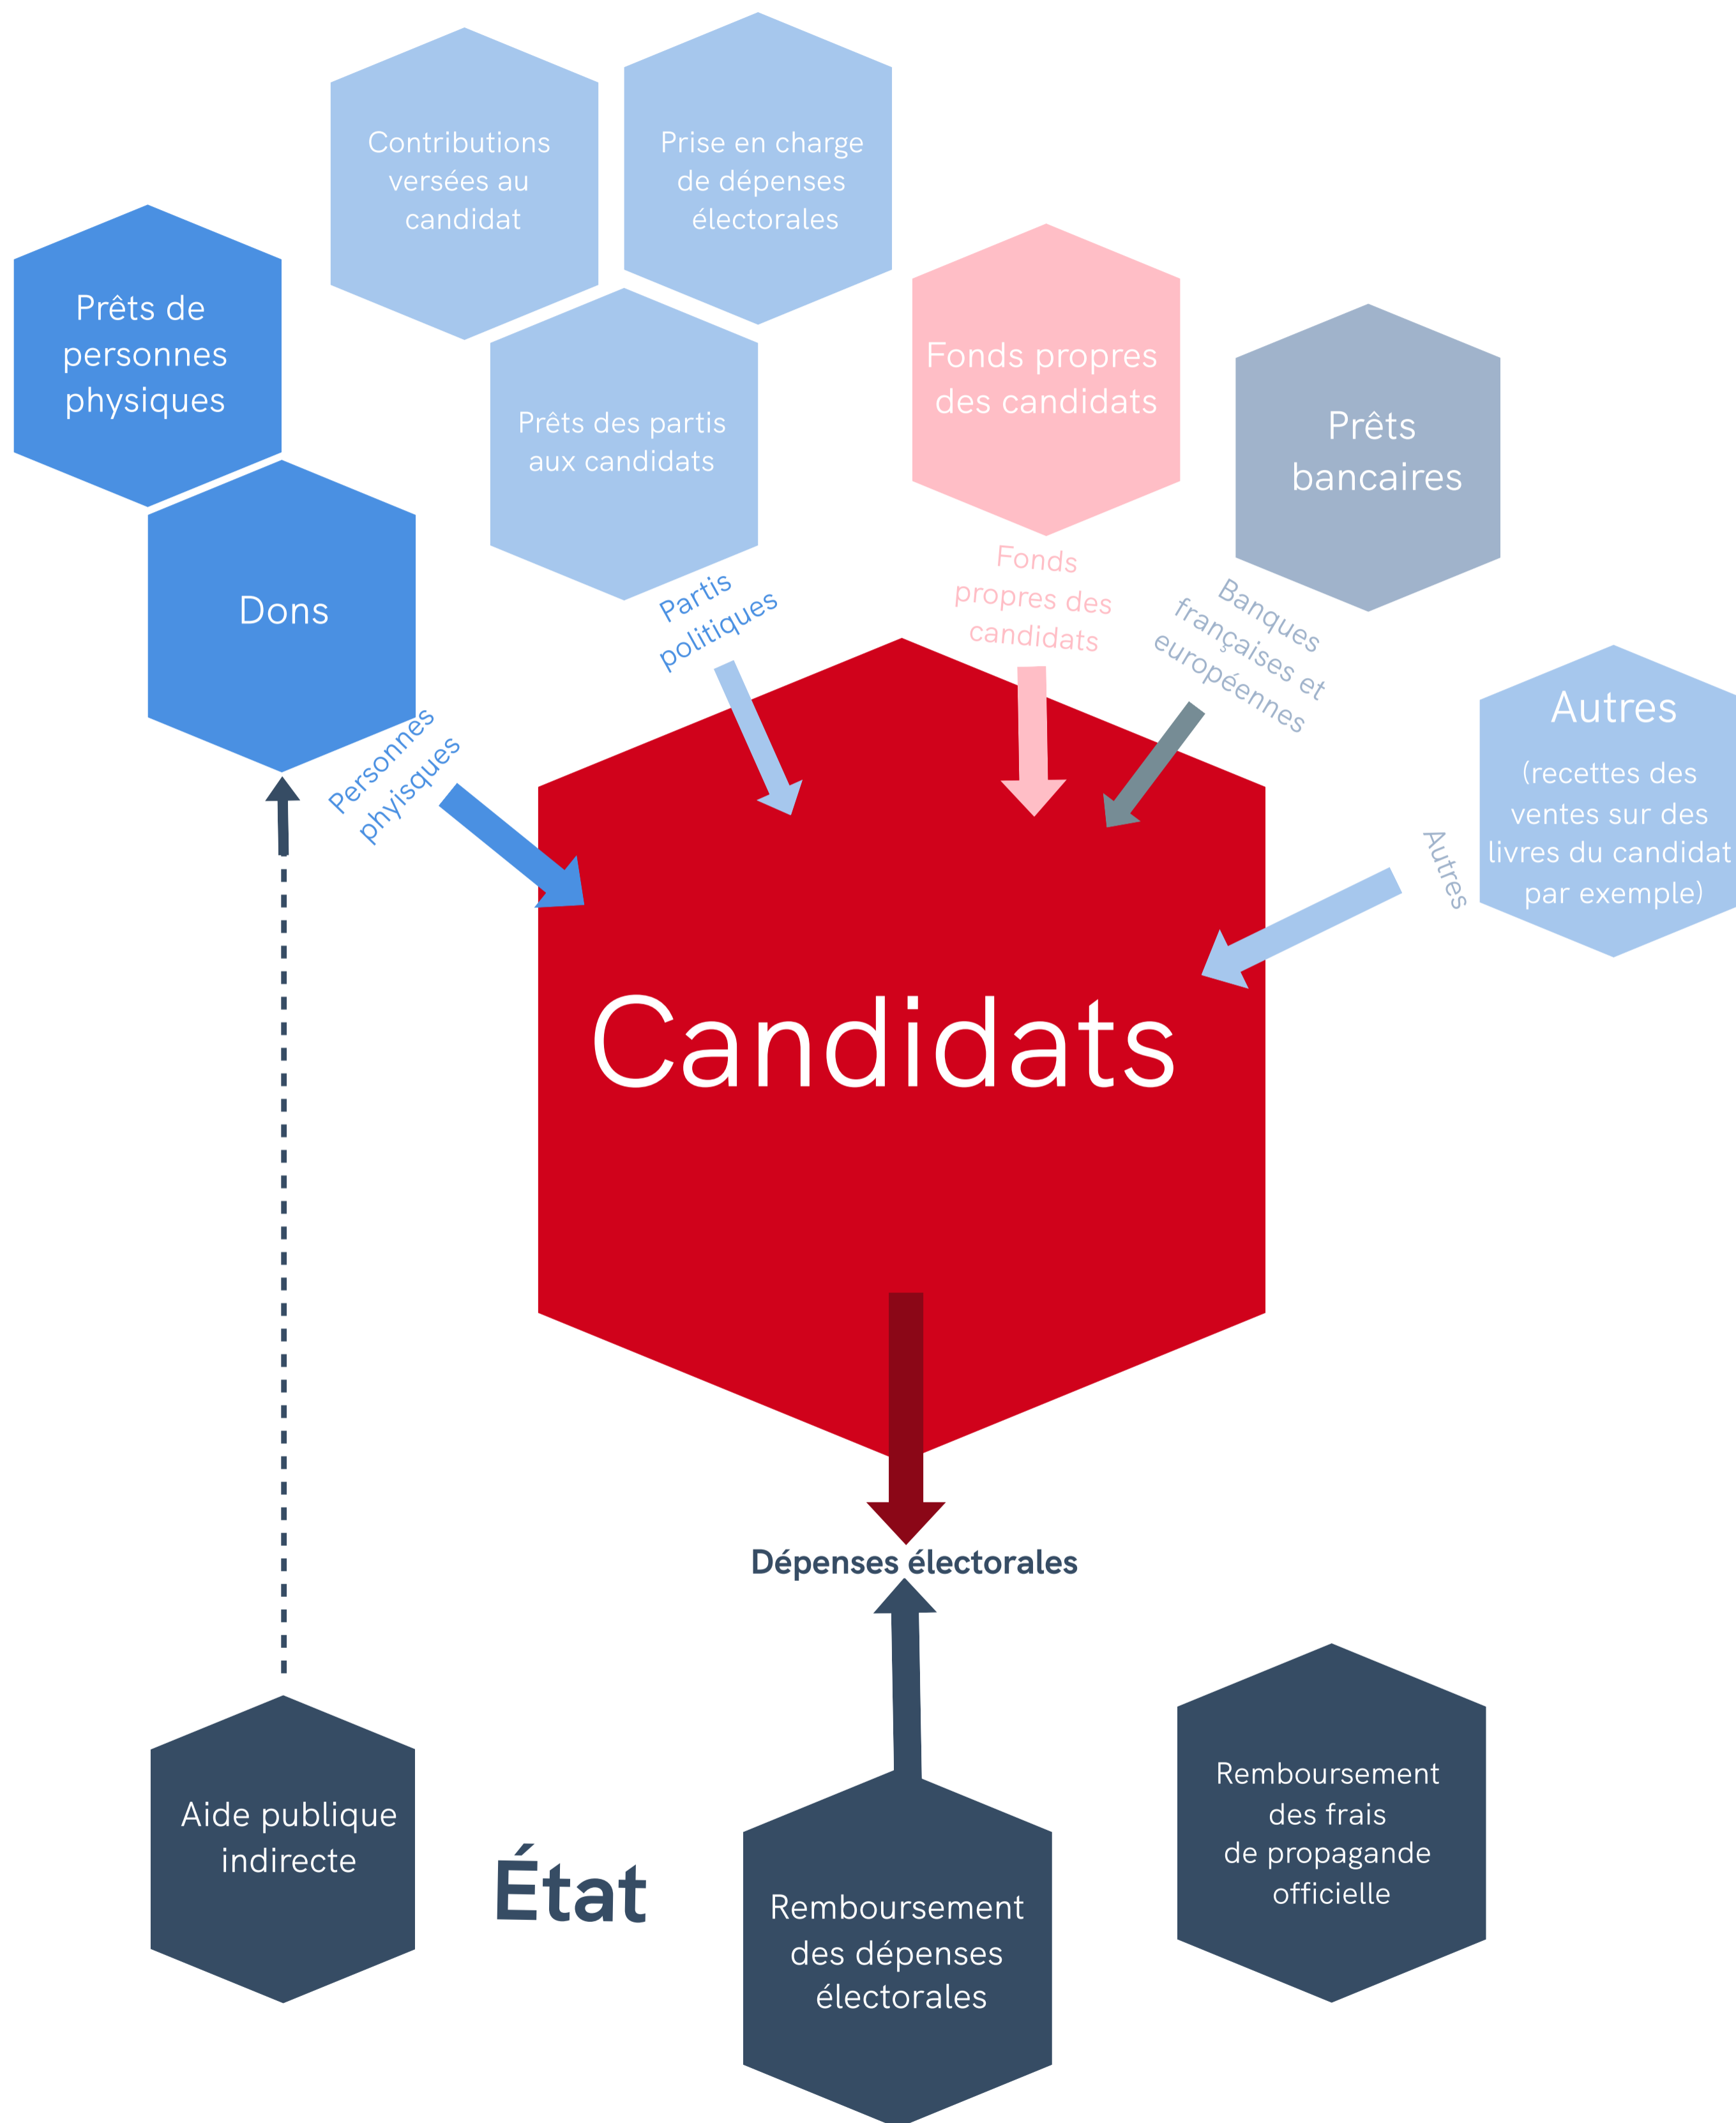 Contributions
versées au
candidat
Prise en charge
de dépenses
électorales
Prêts de
personnes
physiques
Prêts des partis
aux candidats
Fonds propres
des candidats
Prêts
bancaires
Dons
Partis
politiques
Fonds
propres des
candidats
Banques
françaises et
européennes
Personnes
phyisques
Autres
(recettes des
ventes sur des
livres du candidat
par exemple)
Autres
Candidats
Dépenses électorales
Aide publique
indirecte
État
Remboursement
des dépenses
électorales
Remboursement
des frais
de propagande
officielle